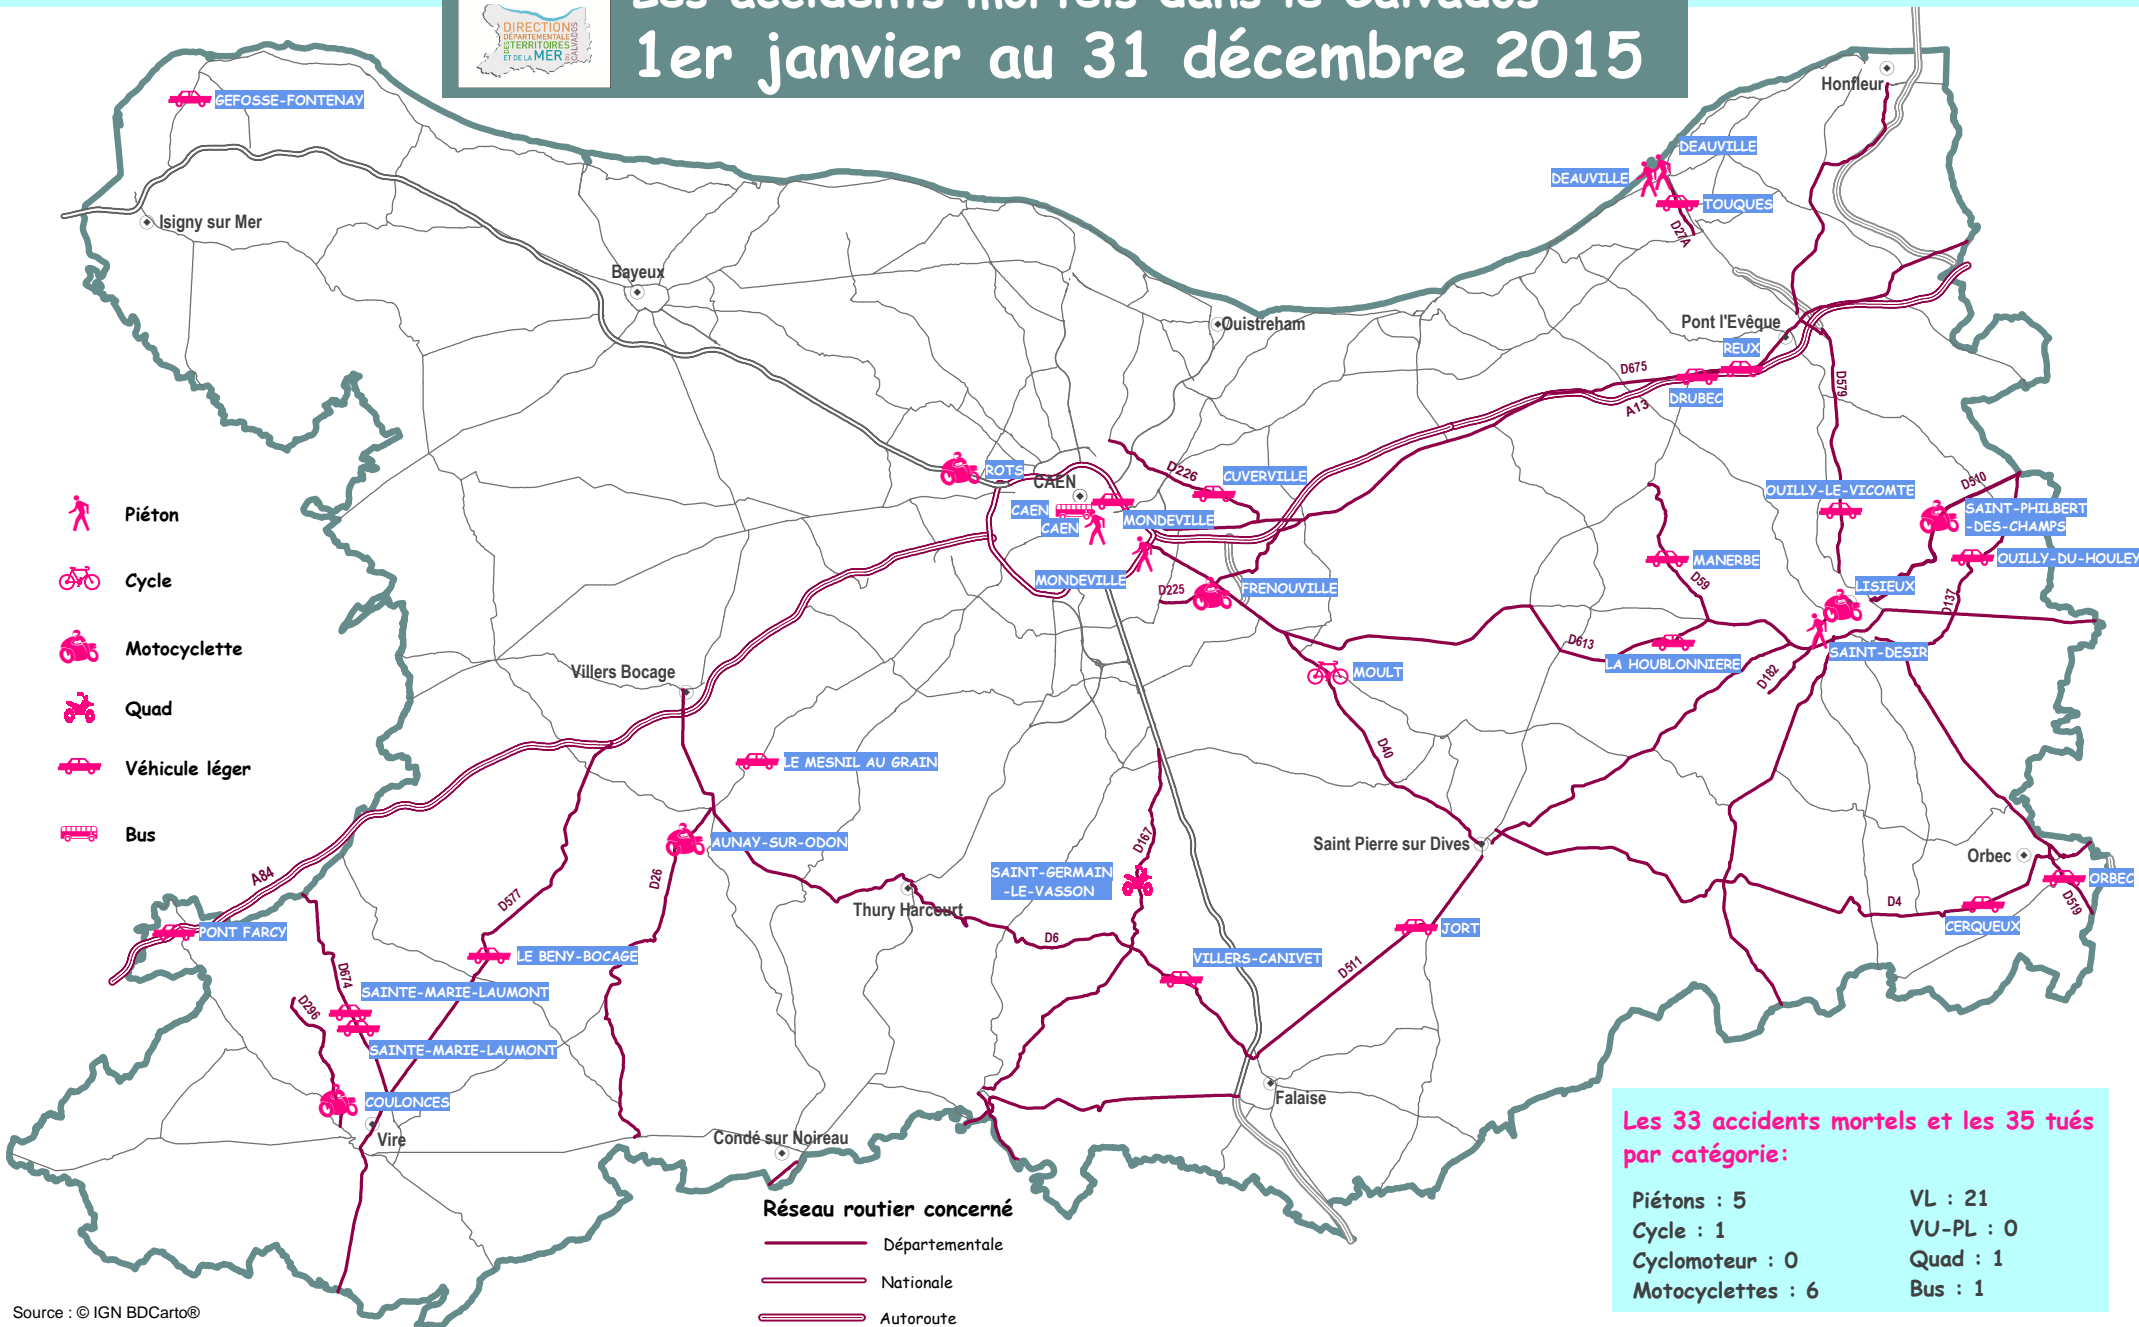 Les accidents mortels dans le Calvados
1er janvier au 31 décembre 2015
DIRECTION
DÉPARTEMENTALE
DES TERRITOIRES
ET DE LA MER
DU CALVADOS
GEFOSSE-FONTENAY
Isigny sur Mer
Bayeux
Ouistreham
Honfleur
DEAUVILLE
DEAUVILLE
TOUQUES
D27A
Pont l'Evêque
REUX
D675
DRUBEC
A13
D579
ROTS
CAEN
D226
CUVERVILLE
CAEN
CAEN
MONDEVILLE
MONDEVILLE
D225
FRENOUVILLE
OUILLY-LE-VICOMTE
D510
SAINT-PHILBERT
-DES-CHAMPS
OUILLY-DU-HOULEY
MANERBE
D59
LISIEUX
D137
D613
LA HOUBLONNIERE
SAINT-DESIR
D182
MOULT
D40
Piéton
Cycle
Motocyclette
Quad
Véhicule léger
Bus
Villers Bocage
LE MESNIL AU GRAIN
AUNAY-SUR-ODON
D26
A84
D577
PONT FARCY
LE BENY-BOCAGE
D674
D296
SAINTE-MARIE-LAUMONT
SAINTE-MARIE-LAUMONT
COULONCES
Vire
Condé sur Noireau
Thury Harcourt
D6
D167
SAINT-GERMAIN
-LE-VASSON
VILLERS-CANIVET
Saint Pierre sur Dives
JORT
D511
Falaise
Orbec
ORBEC
D4
D519
CERQUEUX
Réseau routier concerné
Départementale
Nationale
Autoroute
Les 33 accidents mortels et les 35 tués
par catégorie:
Piétons : 5
Cycle : 1
Cyclomoteur : 0
Motocyclettes : 6
VL : 21
VU-PL : 0
Quad : 1
Bus : 1
Source : © IGN BDCarto®